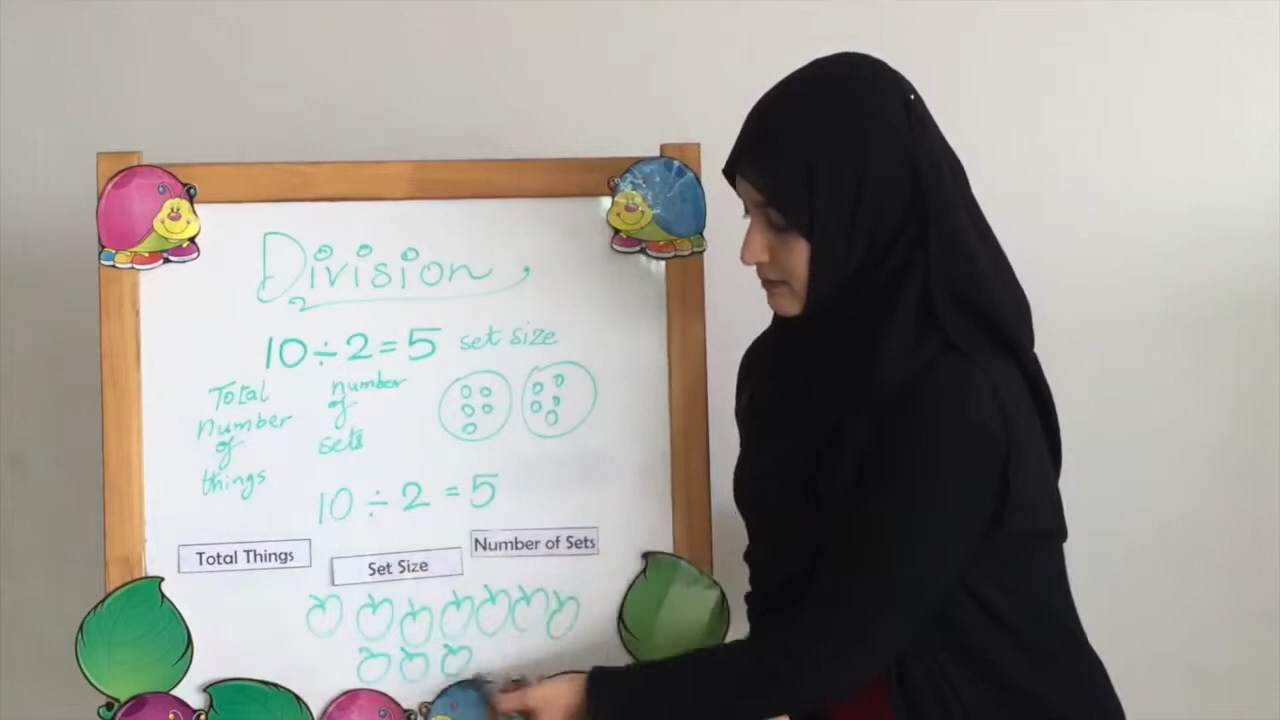 Division
10 ÷ 2 = 5 set size
Total
number
of
things
number
of
sets
10 ÷ 2 = 5
Total Things
Set Size
Number of Sets